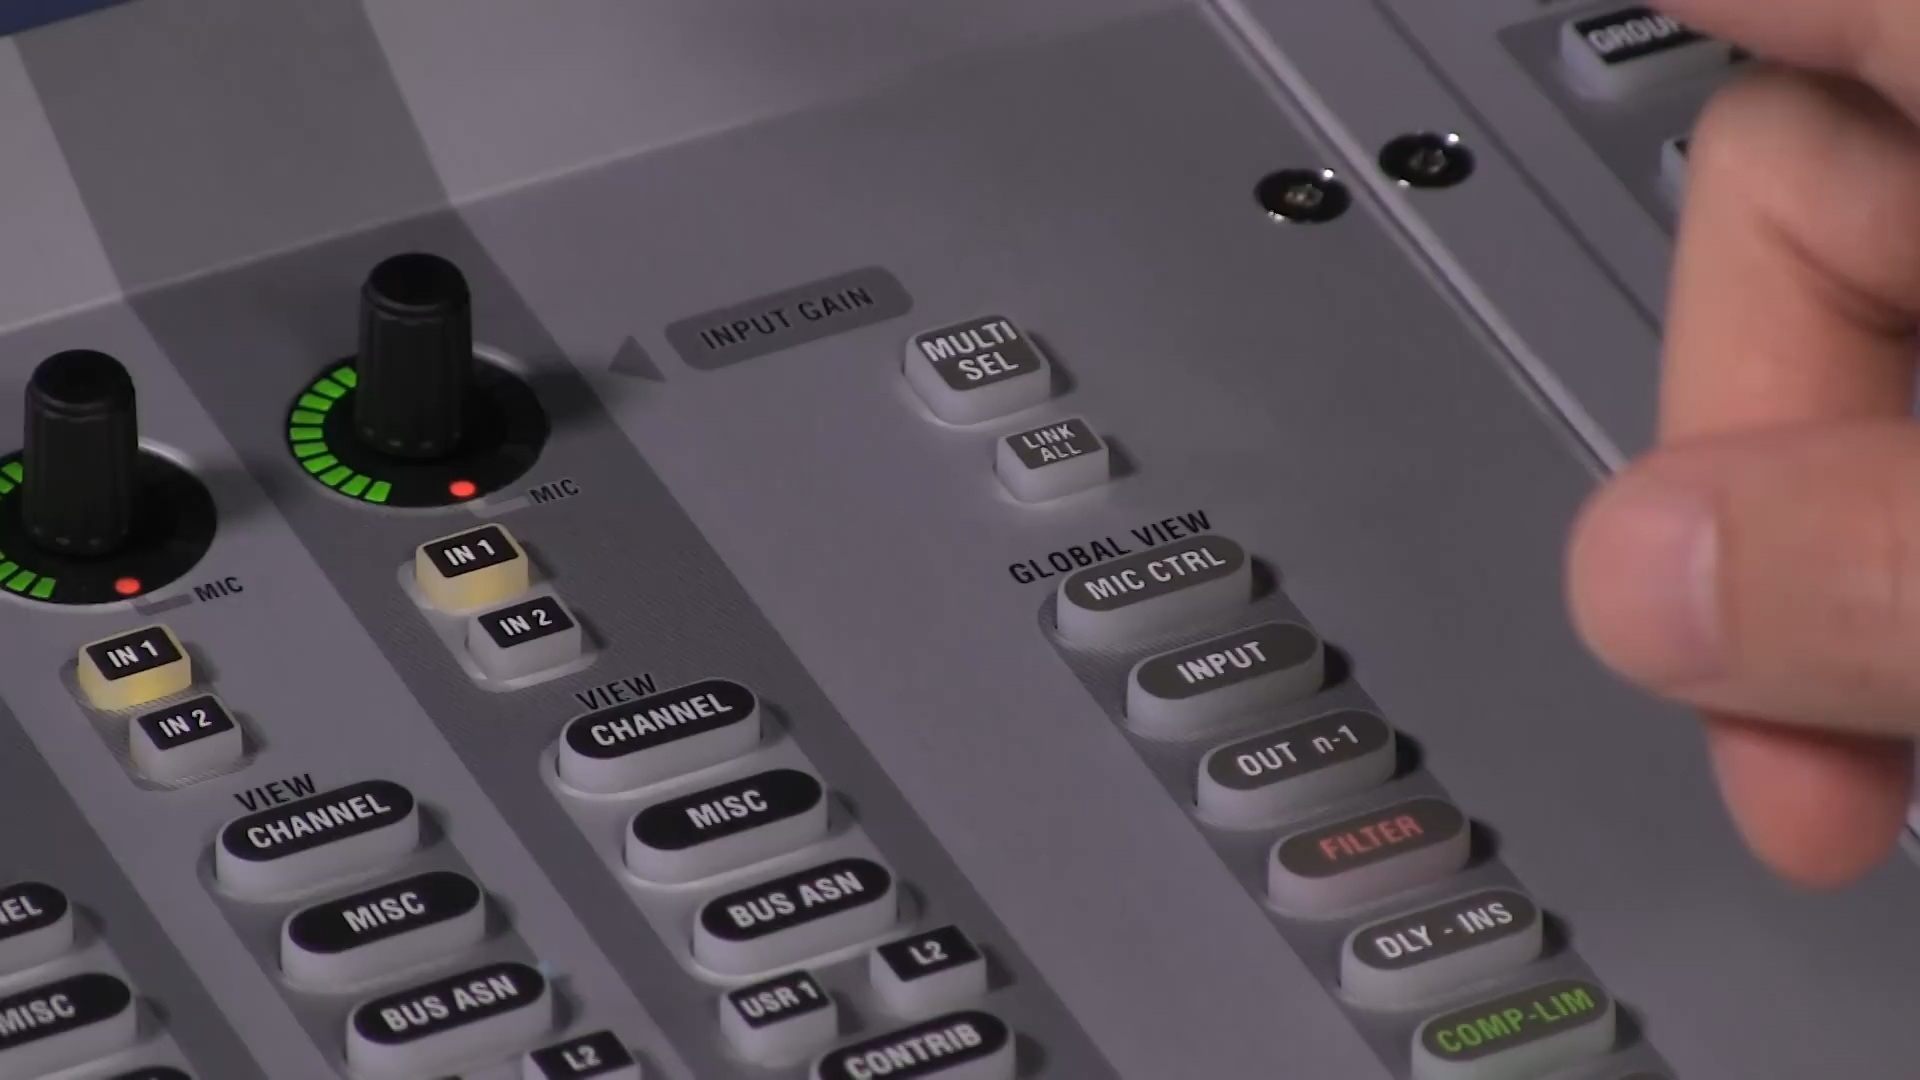 INPUT GAIN
MULTI
SEL
LINK
ALL
GLOBAL VIEW
MIC CTRL
INPUT
OUT n-1
FILTER
DLY - INS
COMP-LIM
MIC
IN 1
IN 2
VIEW
CHANNEL
MISC
BUS ASN
L2
USR 1
CONTRIB
MIC
IN 1
IN 2
VIEW
CHANNEL
MISC
BUS ASN
L2
MISC